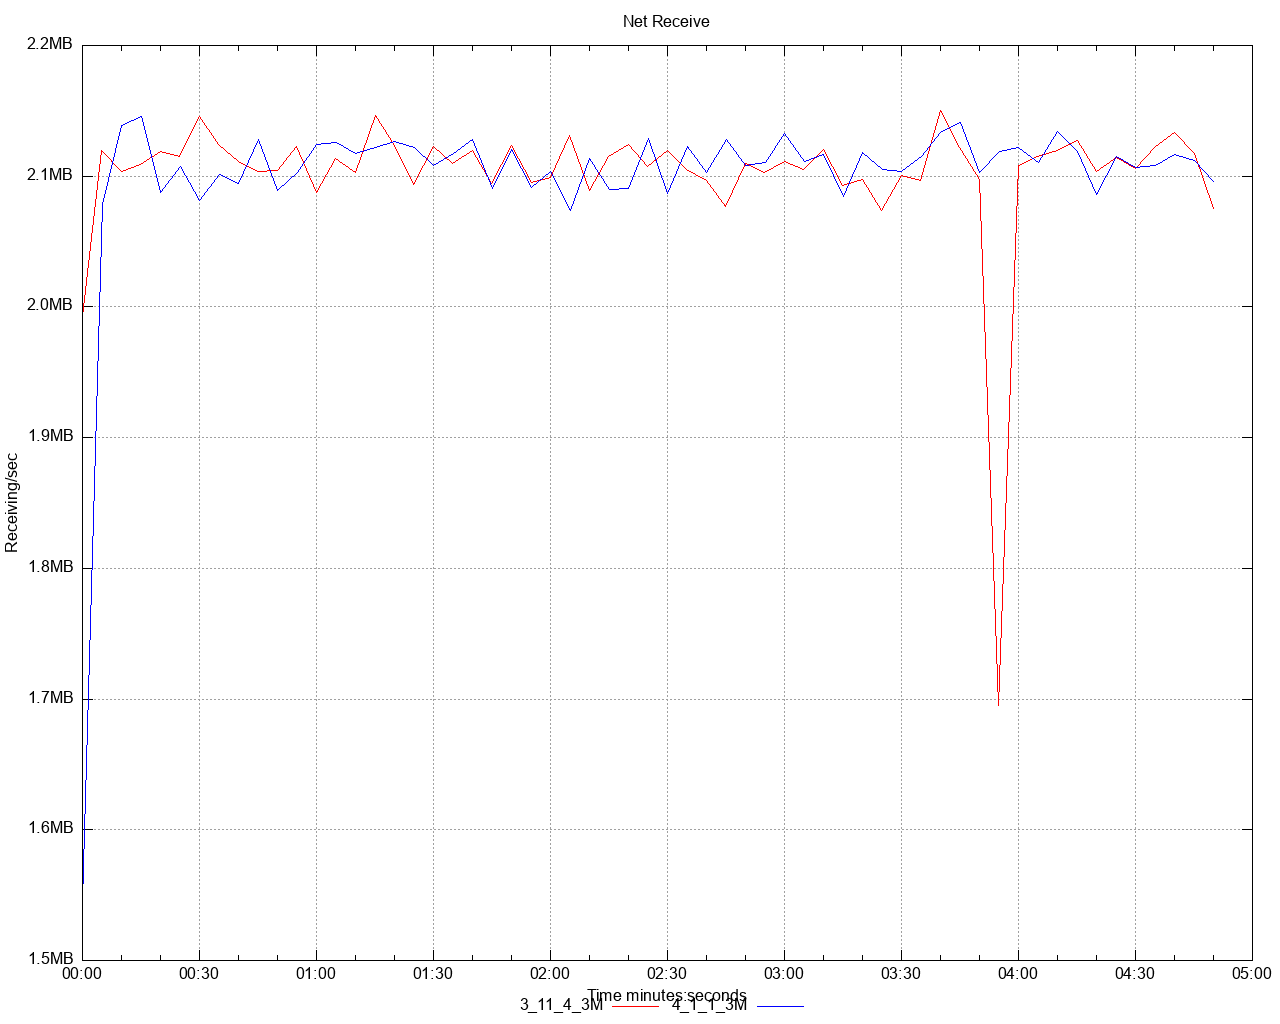 Net Receive
2.2MB
2.1MB
2.0MB
1.9MB
1.8MB
1.7MB
1.6MB
1.5MB
Receiving/sec
00:00 00:30 01:00 01:30 02:00 02:30 03:00 03:30 04:00 04:30 05:00
Time minutes:seconds
3_11_4_3M 4_1_1_3M